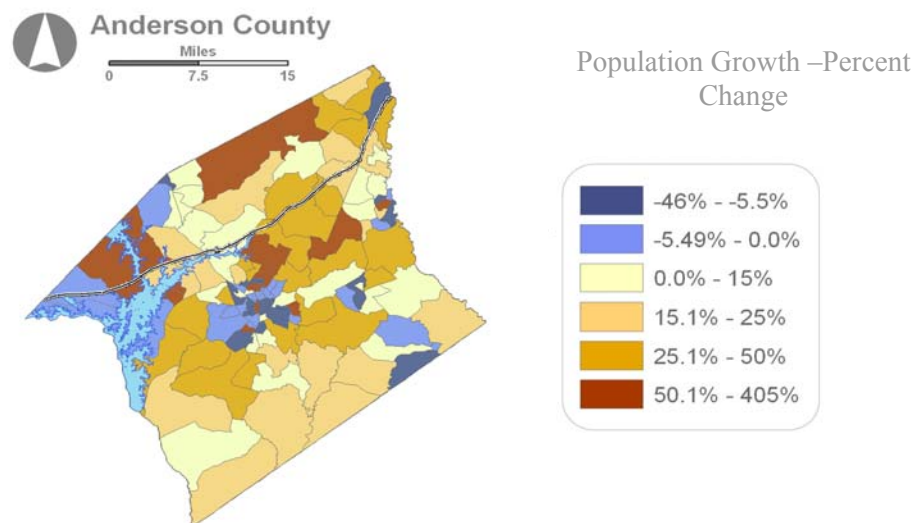 Anderson County
Miles
0 7.5 15
Population Growth –Percent
Change
-46% - -5.5%
-5.49% - 0.0%
0.0% - 15%
15.1% - 25%
25.1% - 50%
50.1% - 405%